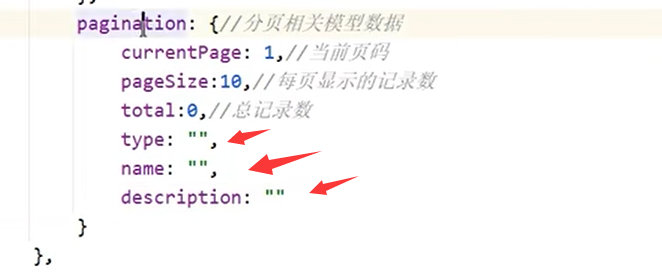 pagination: {//分页相关模型数据
currentPage: 1,//当前页码
pageSize:10,//每页显示的记录数
total:0,//总记录数
type: "",
name: "",
description: ""
}
},